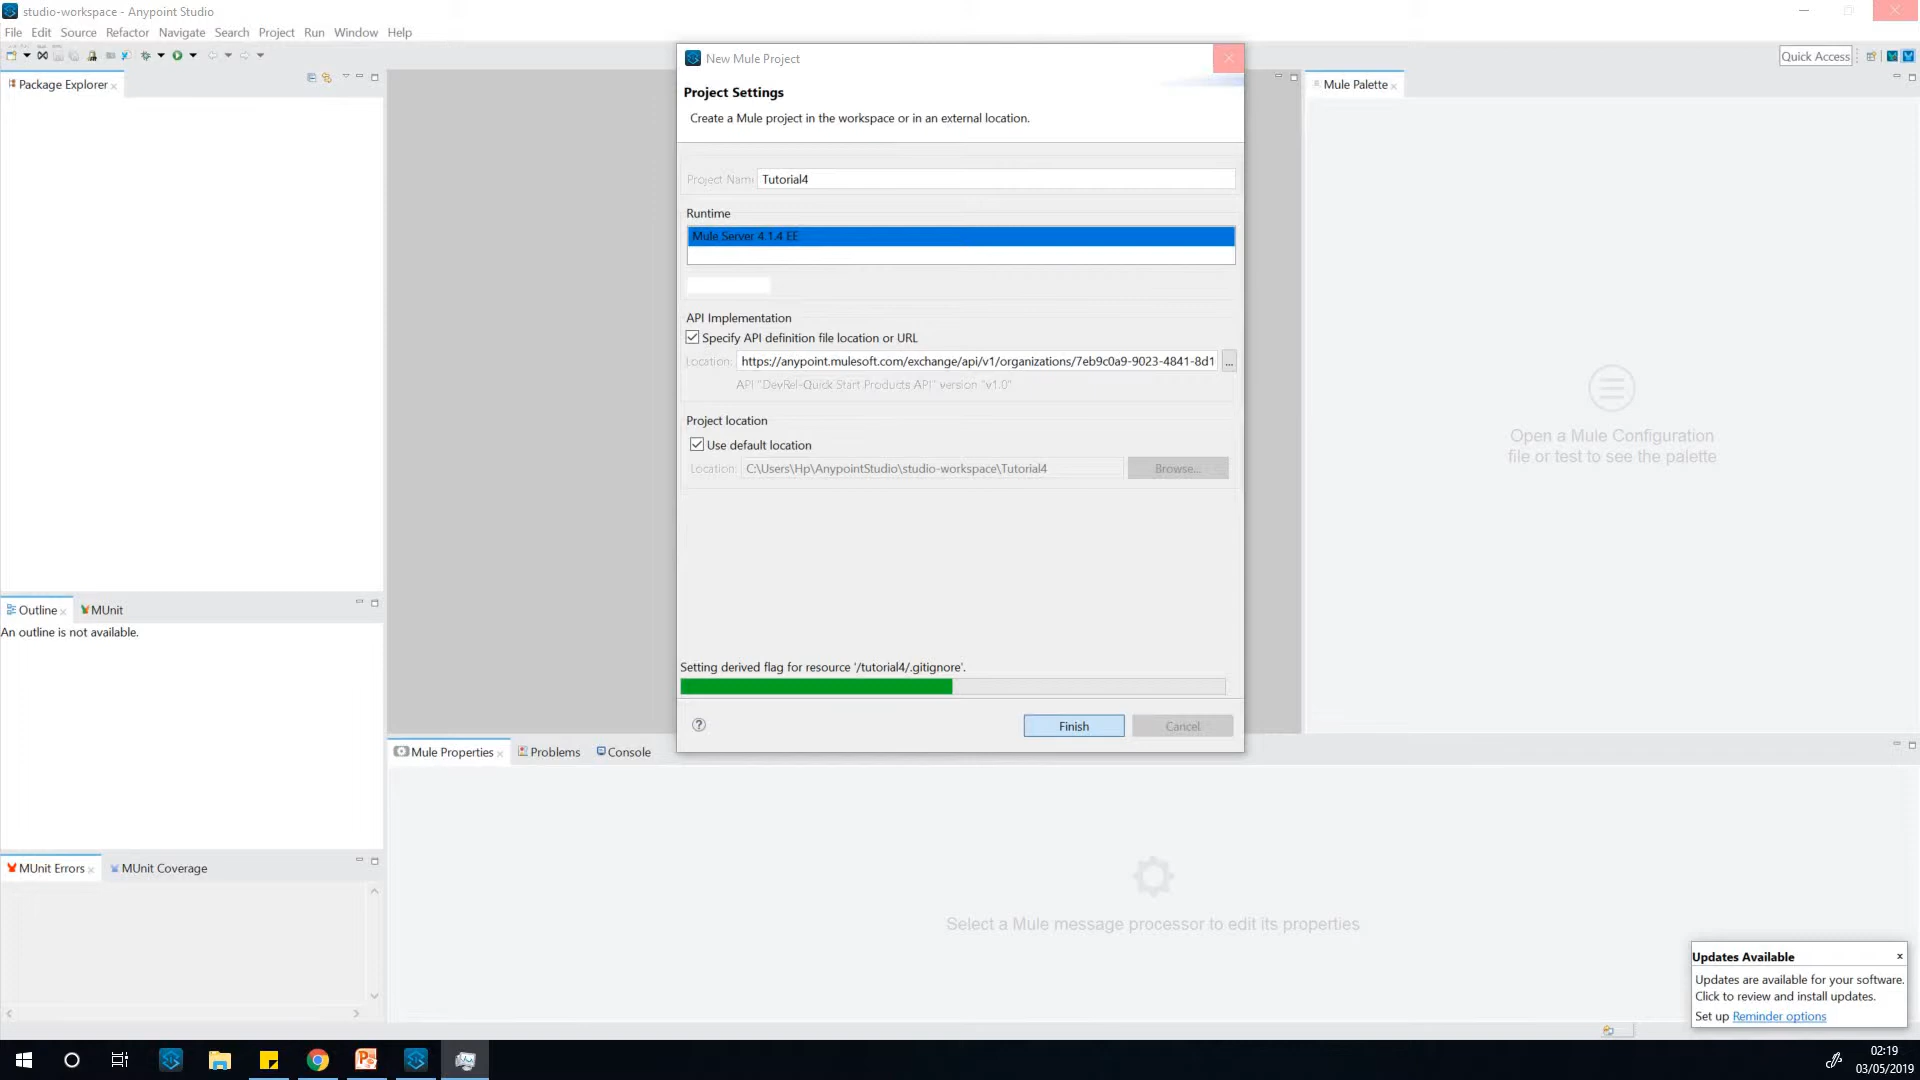 studio-workspace - Anypoint Studio
File Edit Source Refactor Navigate Search Project Run Window Help
Quick Access
Package Explorer
New Mule Project
Project Settings
Create a Mule project in the workspace or in an external location.
Project Name
Tutorial4
Runtime
Mule Server 4.1.4 EE
API Implementation
Specify API definition file location or URL
Location: https://anypoint.mulesoft.com/exchange/api/v1/organizations/7eb9c0a9-9023-4841-8d1 ...
API "DevRel-Quick Start Products API" version "v1.0"
Project location
Use default location
Location: C:\Users\Hp\AnypointStudio\studio-workspace\Tutorial4 Browse...
Setting derived flag for resource '/tutorial4/.gitignore'.
Finish Cancel
Mule Palette
Open a Mule Configuration
file or test to see the palette
Outline MUnit
An outline is not available.
MUnit Errors MUnit Coverage
Mule Properties Problems Console
Select a Mule message processor to edit its properties
Updates Available
Updates are available for your software.
Click to review and install updates.
Set up Reminder options
02:19
03/05/2019